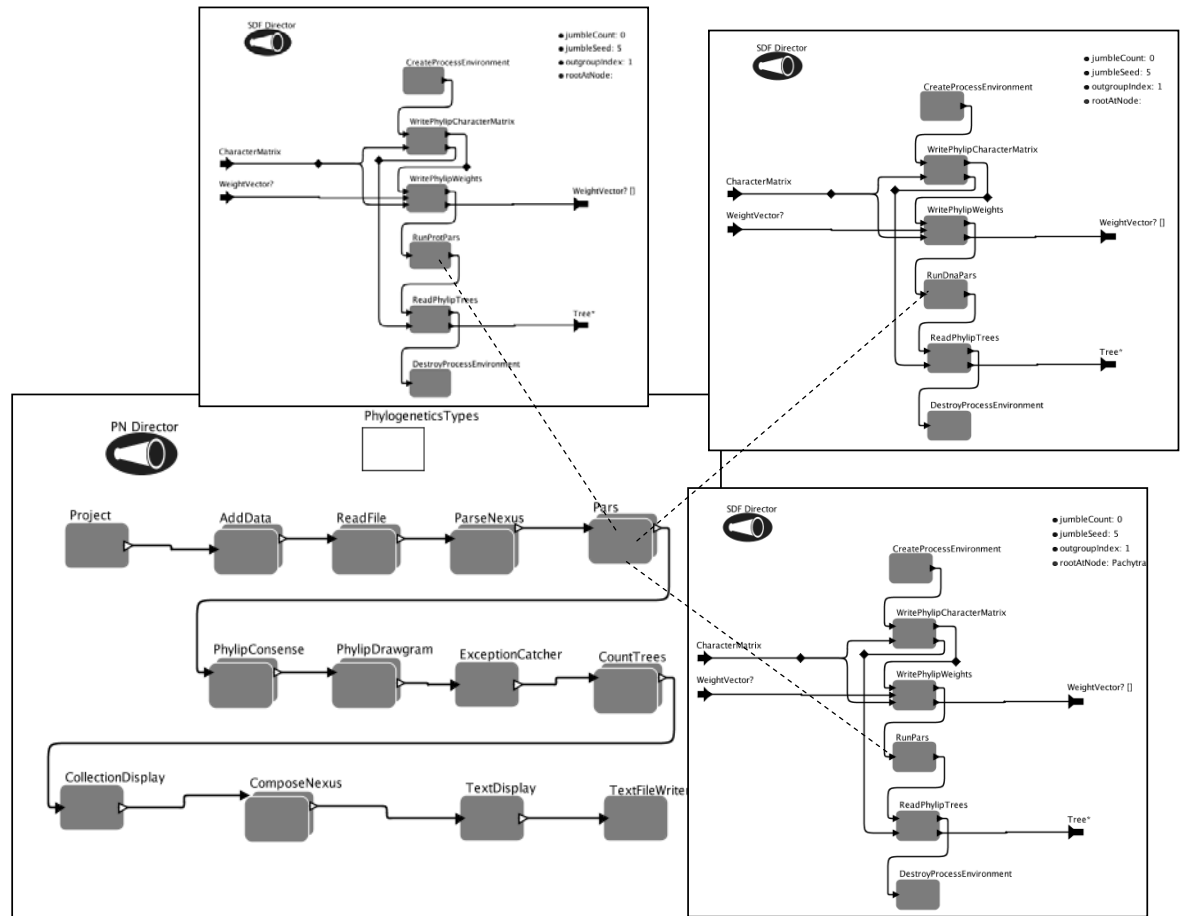 SDF Director
jumbleCount: 0
jumbleSeed: 5
outgroupIndex: 1
rootAtNode:
CreateProcessEnvironment
WritePhylipCharacterMatrix
CharacterMatrix
WritePhylipWeights
WeightVector?
WeightVector? []
RunProtPars
ReadPhylipTrees
Tree*
DestroyProcessEnvironment
SDF Director
jumbleCount: 0
jumbleSeed: 5
outgroupIndex: 1
rootAtNode:
CreateProcessEnvironment
WritePhylipCharacterMatrix
CharacterMatrix
WritePhylipWeights
WeightVector?
WeightVector? []
RunDnaPars
ReadPhylipTrees
Tree*
DestroyProcessEnvironment
PN Director
PhylogeneticsTypes
Project
AddData
ReadFile
ParseNexus
Pars
PhylipConsense
PhylipDrawgram
ExceptionCatcher
CountTrees
CollectionDisplay
ComposeNexus
TextDisplay
TextFileWriter
SDF Director
jumbleCount: 0
jumbleSeed: 5
outgroupIndex: 1
rootAtNode: Pachytra
CreateProcessEnvironment
WritePhylipCharacterMatrix
CharacterMatrix
WritePhylipWeights
WeightVector?
WeightVector? []
RunPars
ReadPhylipTrees
Tree*
DestroyProcessEnvironment